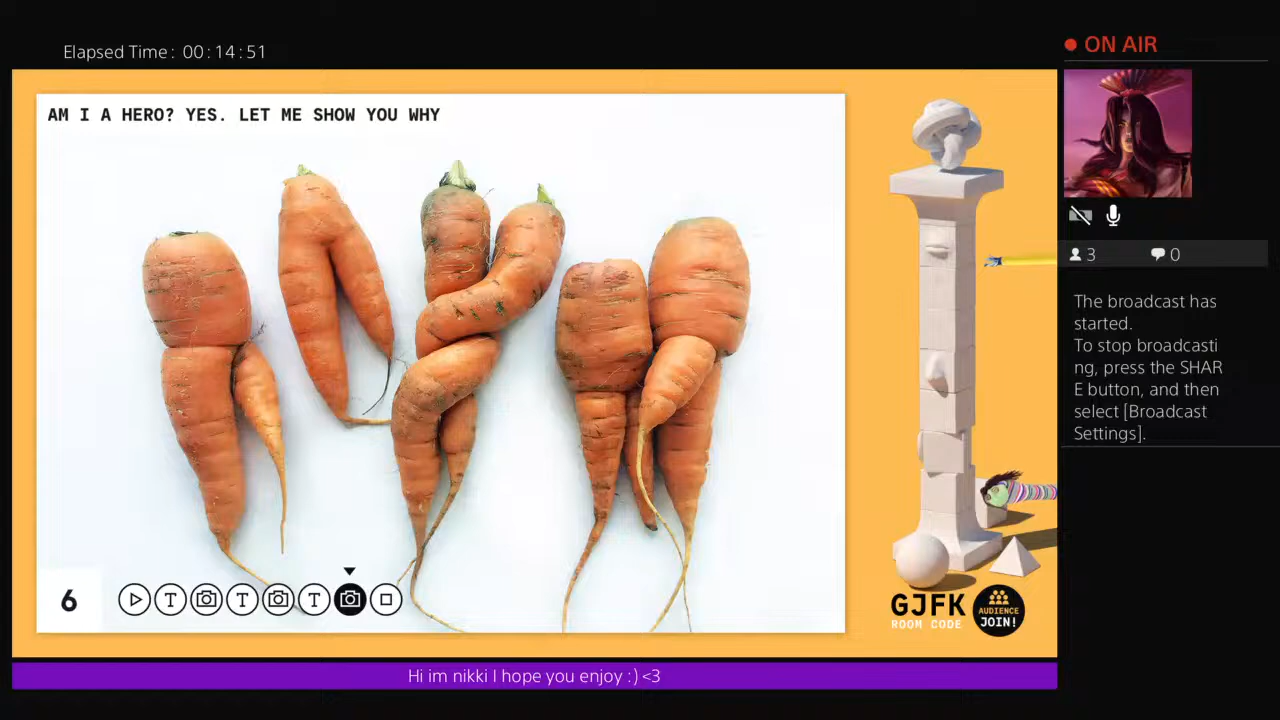 Elapsed Time: 00:14:51
ON AIR
AM I A HERO? YES. LET ME SHOW YOU WHY
3
0
The broadcast has
started.
To stop broadcasti
ng, press the SHAR
E button, and then
select [Broadcast
Settings].
6
T
T
T
GJFK
ROOM CODE
AUDIENCE
JOIN!
Hi im nikki I hope you enjoy :) <3